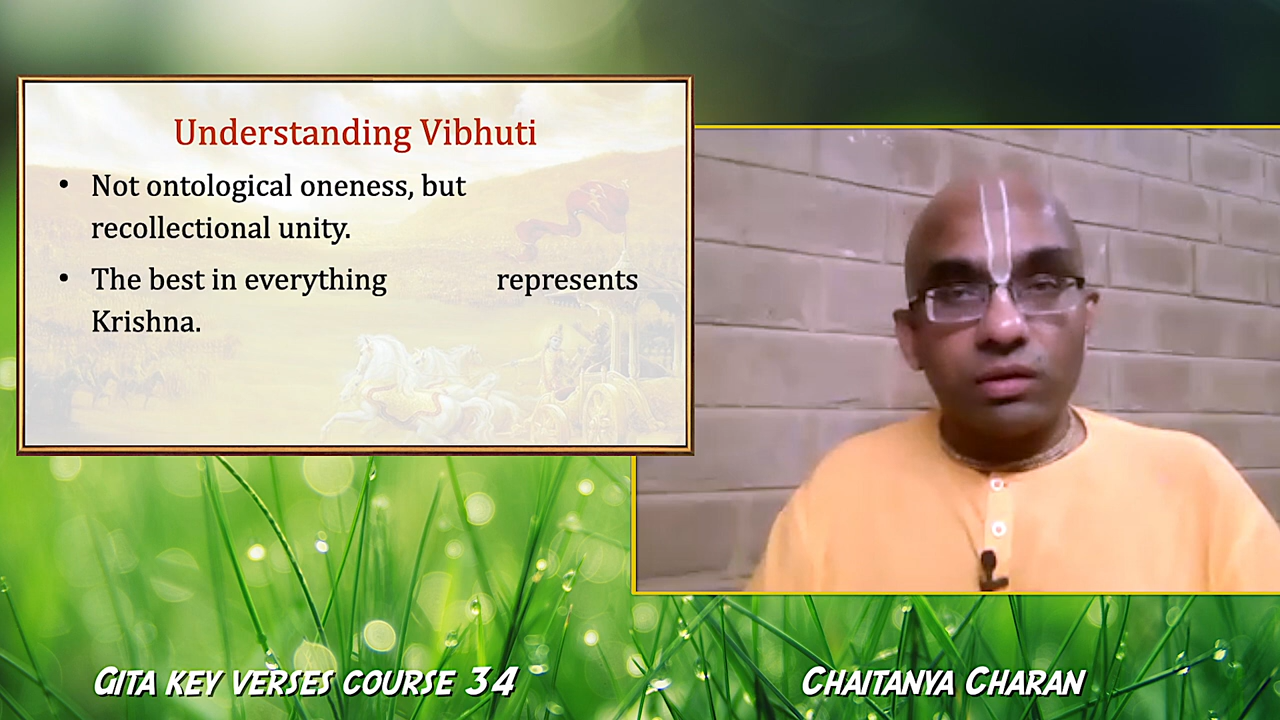 Understanding Vibhuti
• Not ontological oneness, but
recollectional unity.
• The best in everything represents
Krishna.
GITA KEY VERSES COURSE 34
CHAITANYA CHARAN